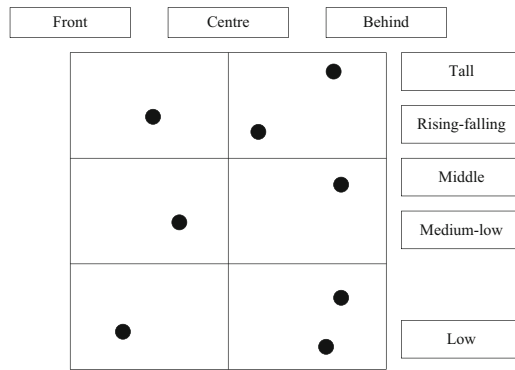 Front
Centre
Behind
Tall
Rising-falling
Middle
Medium-low
Low